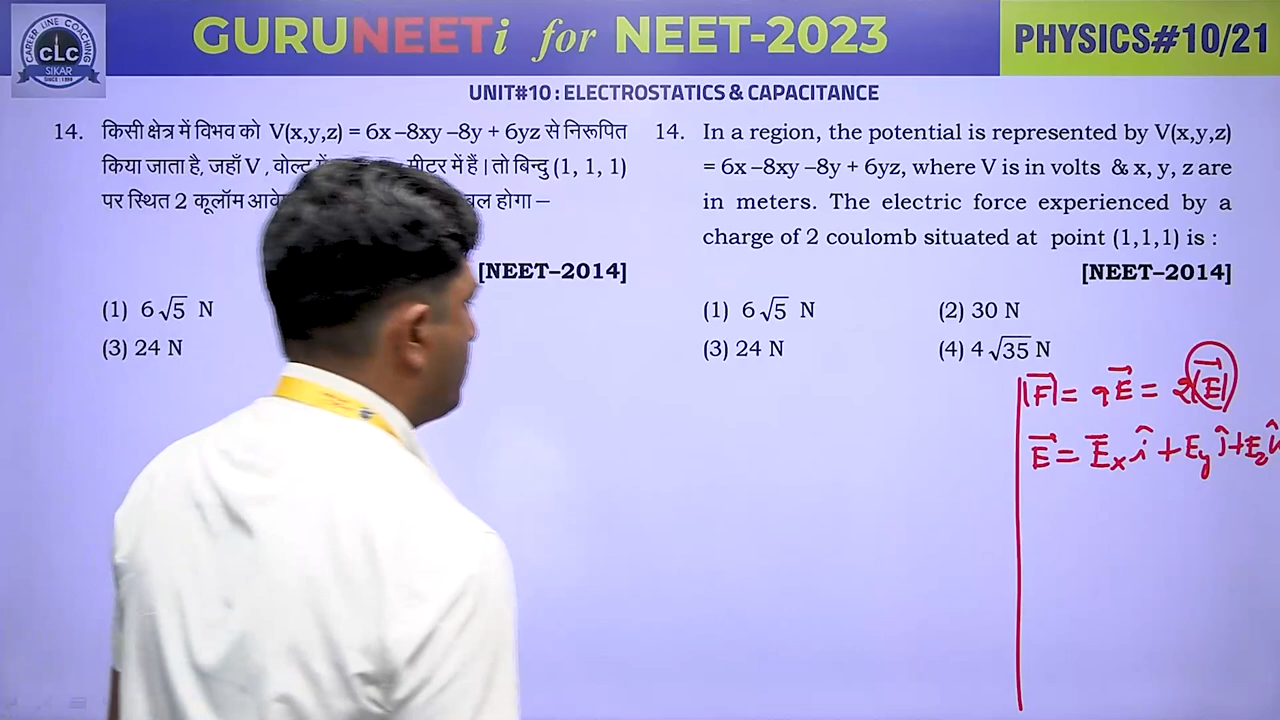 GURUNEETi for NEET-2023
PHYSICS#10/21
CAREER LINE COACHING
CLC
SIKAR
SINCE : 1996
UNIT#10 : ELECTROSTATICS & CAPACITANCE
14. किसी क्षेत्र में विभव को V(x,y,z) = 6x –8xy –8y + 6yz से निरूपित
किया जाता है, जहाँ V , वोल्ट में मीटर में हैं । तो बिन्दु (1, 1, 1)
पर स्थित 2 कूलॉम बल होगा –
[NEET–2014]
(1) 6√5 N
(3) 24 N
14. In a region, the potential is represented by V(x,y,z)
= 6x –8xy –8y + 6yz, where V is in volts & x, y, z are
in meters. The electric force experienced by a
charge of 2 coulomb situated at point (1,1,1) is :
[NEET–2014]
(1) 6√5 N (2) 30 N
(3) 24 N (4) 4√35 N
|F⃗| = qE⃗ = 2|E⃗|
E⃗ = E⃗x î + Ey ĵ + Ez